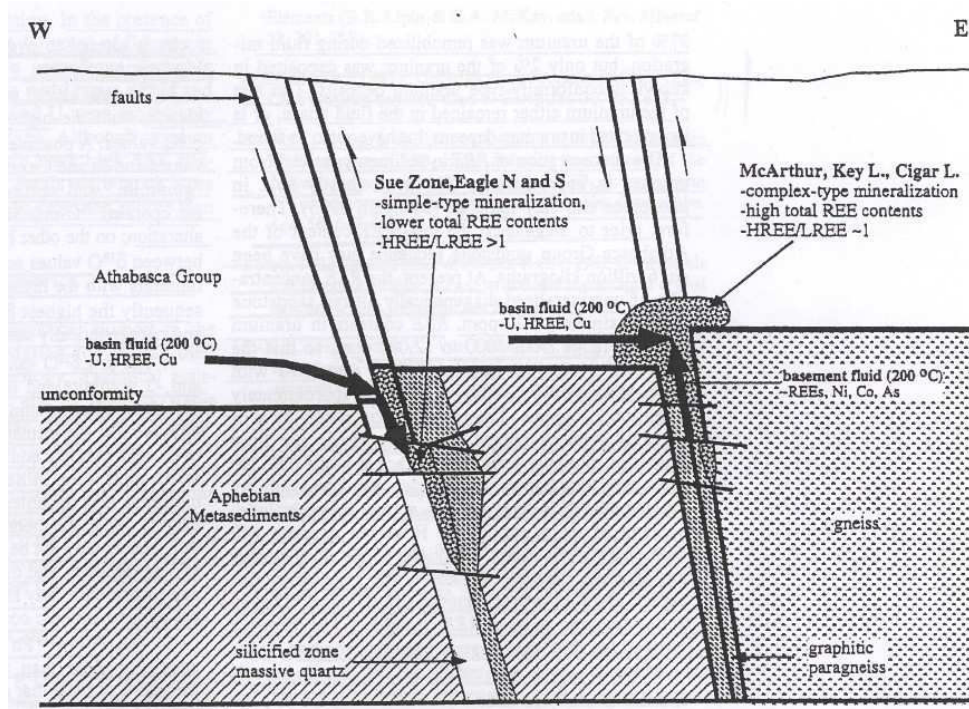 W
E
faults
Sue Zone,Eagle N and S
-simple-type mineralization,
-lower total REE contents
-HREE/LREE >1
McArthur, Key L., Cigar L.
-complex-type mineralization
-high total REE contents
-HREE/LREE ~1
Athabasca Group
basin fluid (200 °C)
-U, HREE, Cu
basin fluid (200 °C)
-U, HREE, Cu
basement fluid (200 °C)
-REEs, Ni, Co, As
unconformity
Aphebian
Metasediments
gneiss
silicified zone
massive quartz
graphitic
paragneiss